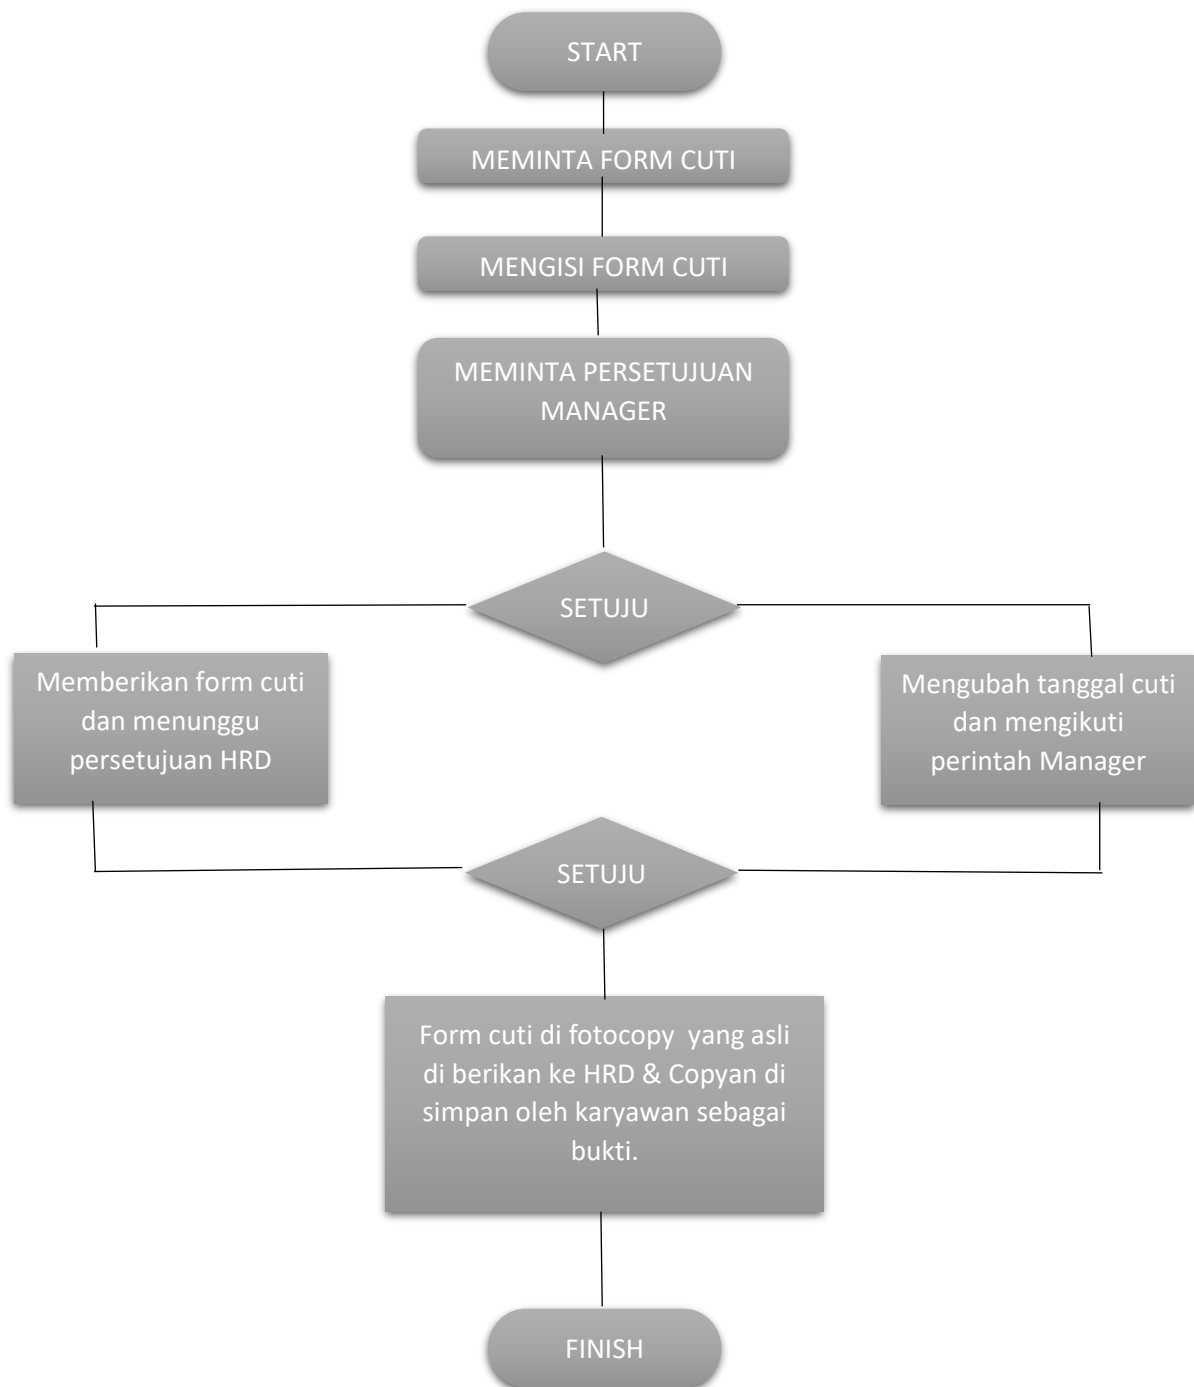 START
MEMINTA FORM CUTI
MENGISI FORM CUTI
MEMINTA PERSETUJUAN
MANAGER
SETUJU
Memberikan form cuti
dan menunggu
persetujuan HRD
Mengubah tanggal cuti
dan mengikuti
perintah Manager
SETUJU
Form cuti di fotocopy  yang asli
di berikan ke HRD & Copyan di
simpan oleh karyawan sebagai
bukti.
FINISH